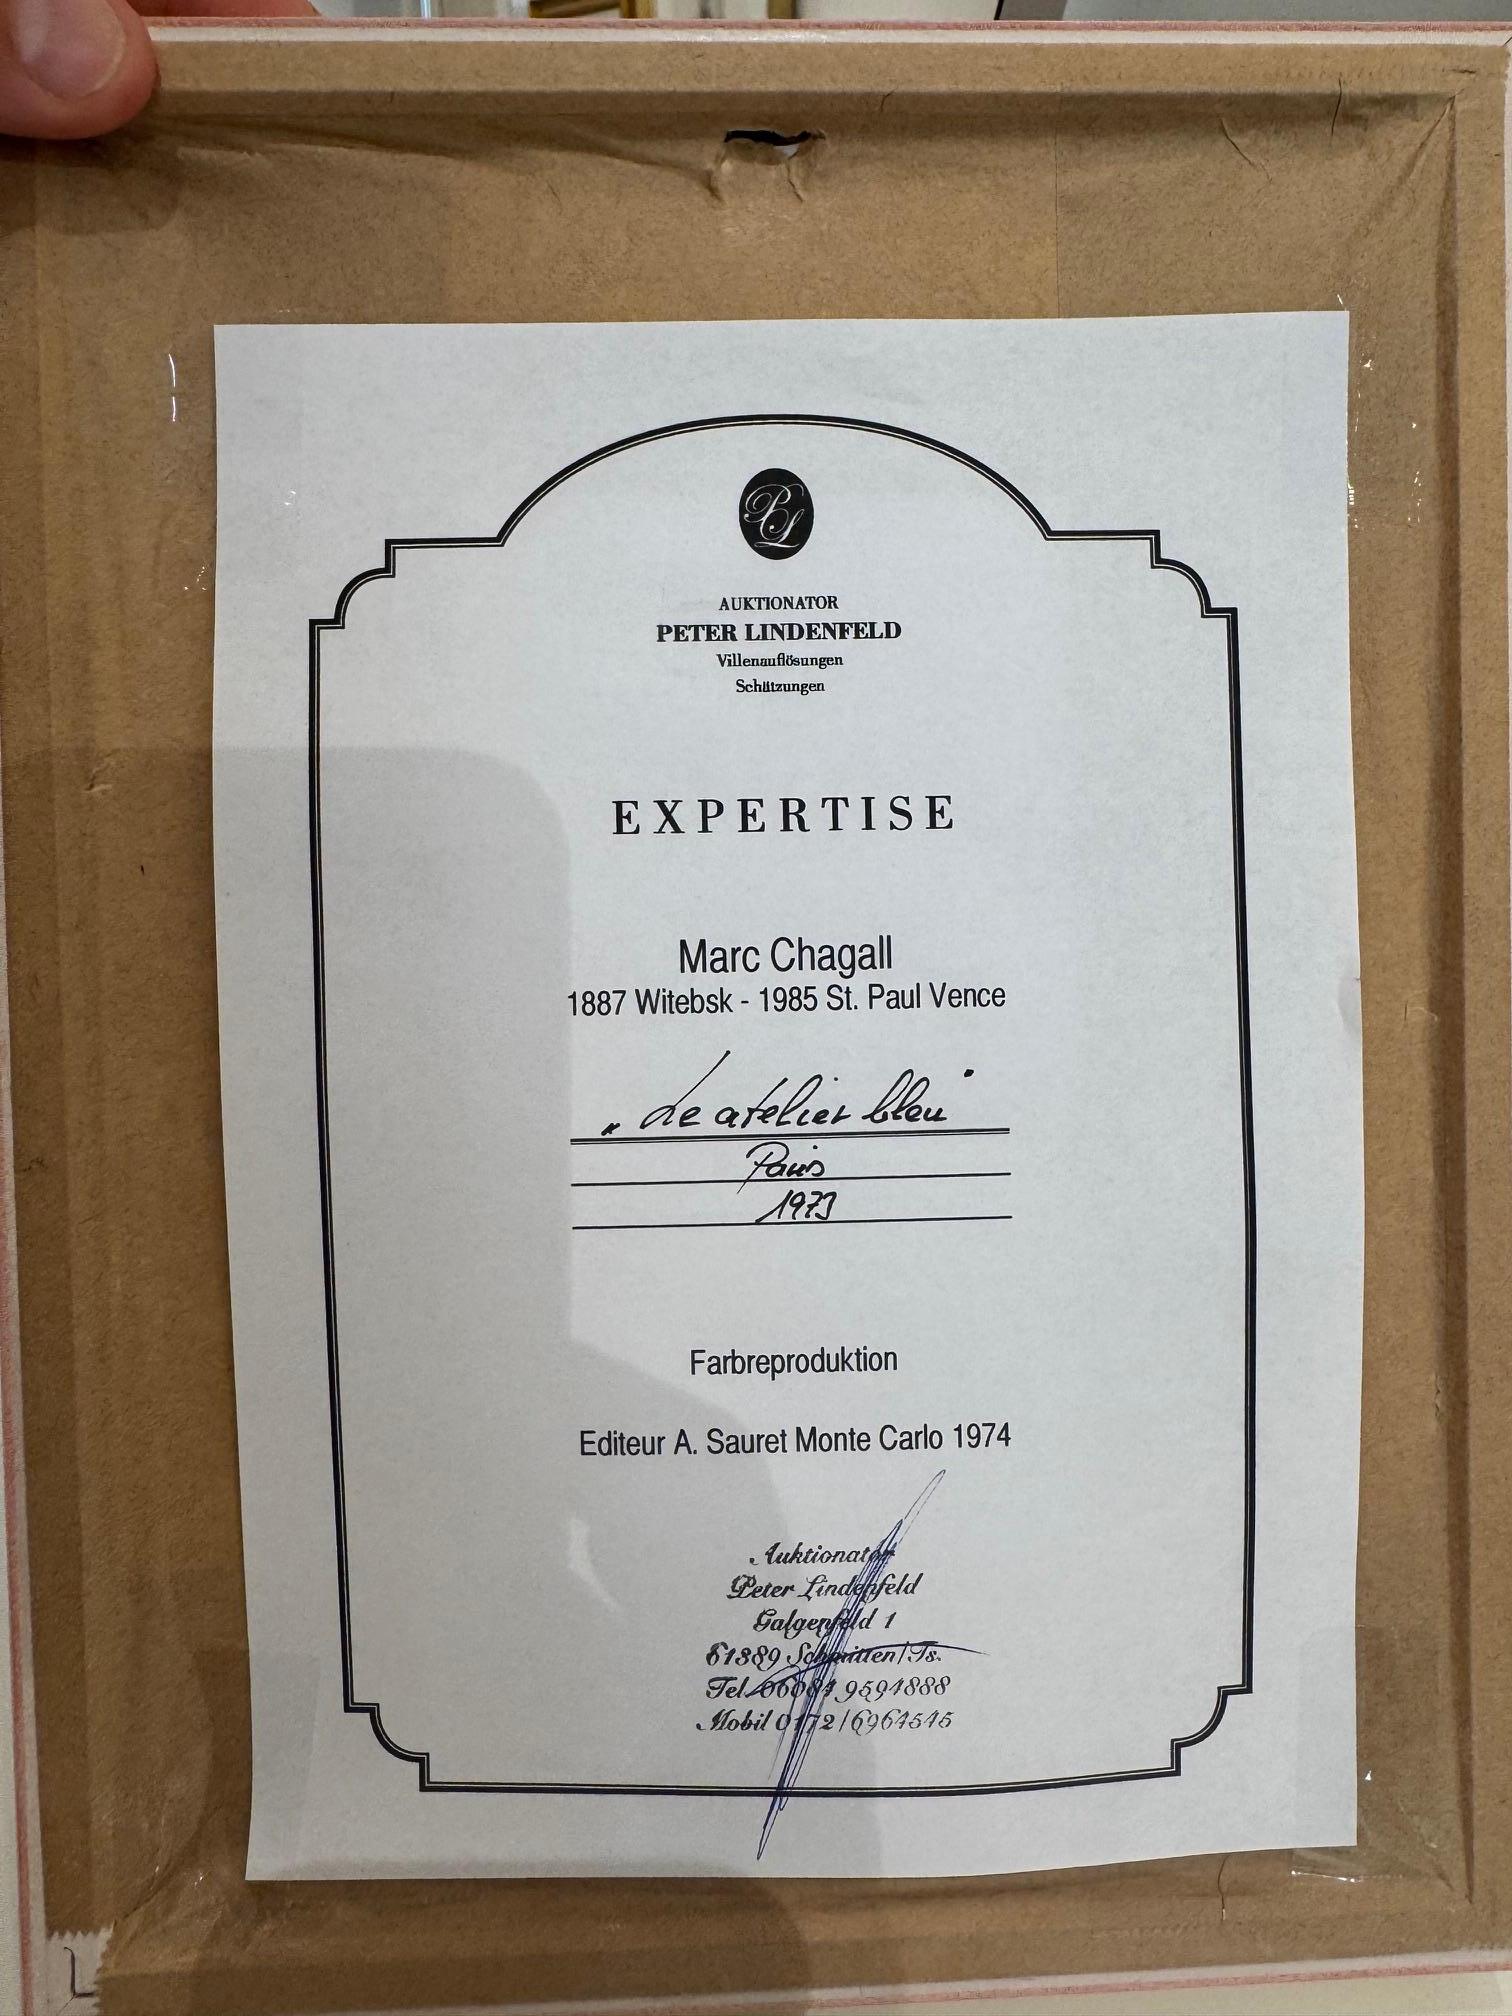 PL
AUKTIONATOR
PETER LINDENFELD
Villenauflösungen
Schätzungen
EXPERTISE
Marc Chagall
1887 Witebsk - 1985 St. Paul Vence
„Le atelier bleu"
Paris
1973
Farbreproduktion
Editeur A. Sauret Monte Carlo 1974
Auktionator
Peter Lindenfeld
Galgenfeld 1
61389 Schmitten/Ts.
Tel. 06084 9594888
Mobil 0172/6964545
L